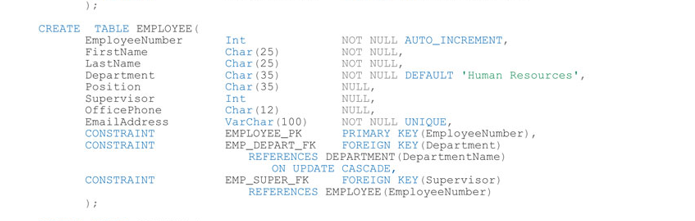 );
CREATE TABLE EMPLOYEE(
EmployeeNumber Int NOT NULL AUTO_INCREMENT,
FirstName Char(25) NOT NULL,
LastName Char(25) NOT NULL,
Department Char(35) NOT NULL DEFAULT 'Human Resources',
Position Char(35) NULL,
Supervisor Int NULL,
OfficePhone Char(12) NULL,
EmailAddress VarChar(100) NOT NULL UNIQUE,
CONSTRAINT EMPLOYEE_PK PRIMARY KEY(EmployeeNumber),
CONSTRAINT EMP_DEPART_FK FOREIGN KEY(Department)
REFERENCES DEPARTMENT(DepartmentName)
ON UPDATE CASCADE,
CONSTRAINT EMP_SUPER_FK FOREIGN KEY(Supervisor)
REFERENCES EMPLOYEE(EmployeeNumber)
);